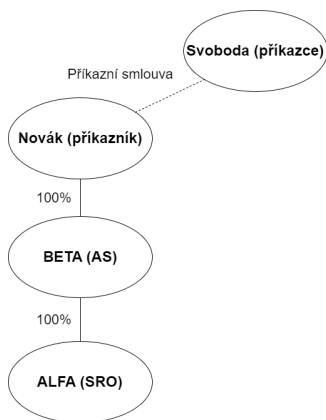 Svoboda (příkazce)
Příkazní smlouva
Novák (příkazník)
100%
BETA (AS)
100%
ALFA (SRO)